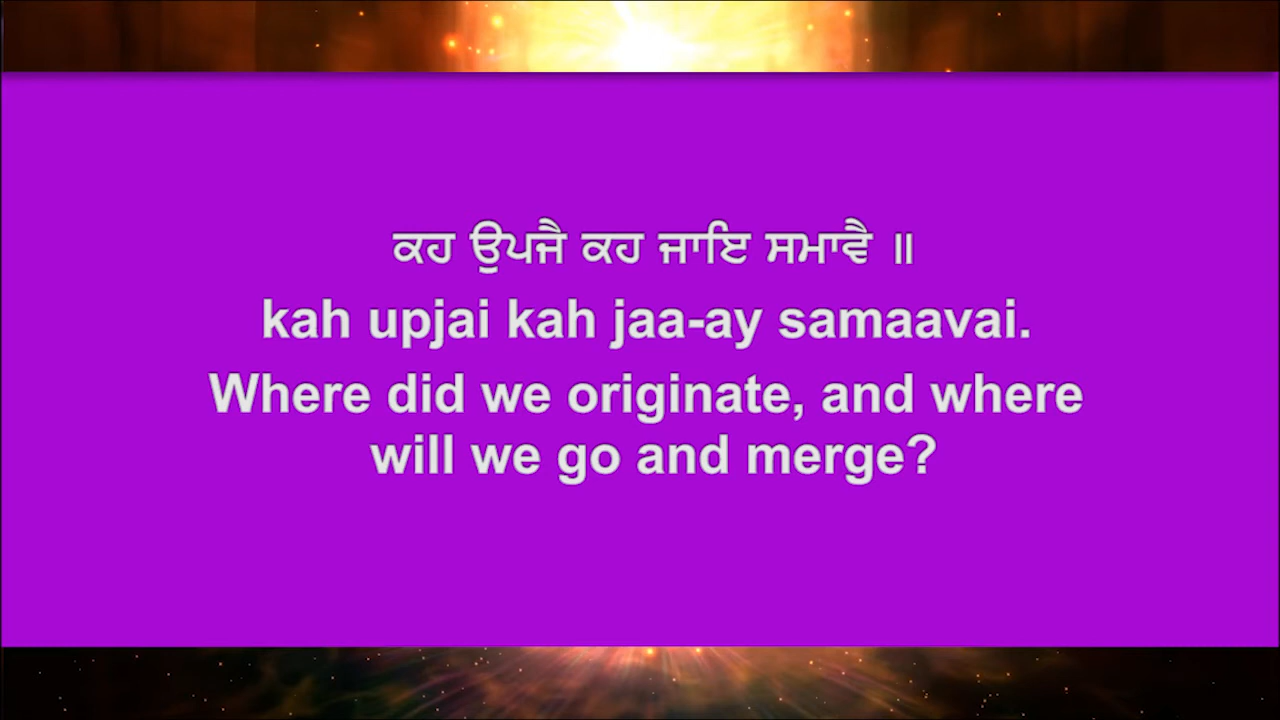 ਕਹ ਉਪਜੈ ਕਹ ਜਾਇ ਸਮਾਵੈ ॥
kah upjai kah jaa-ay samaavai.
Where did we originate, and where
will we go and merge?